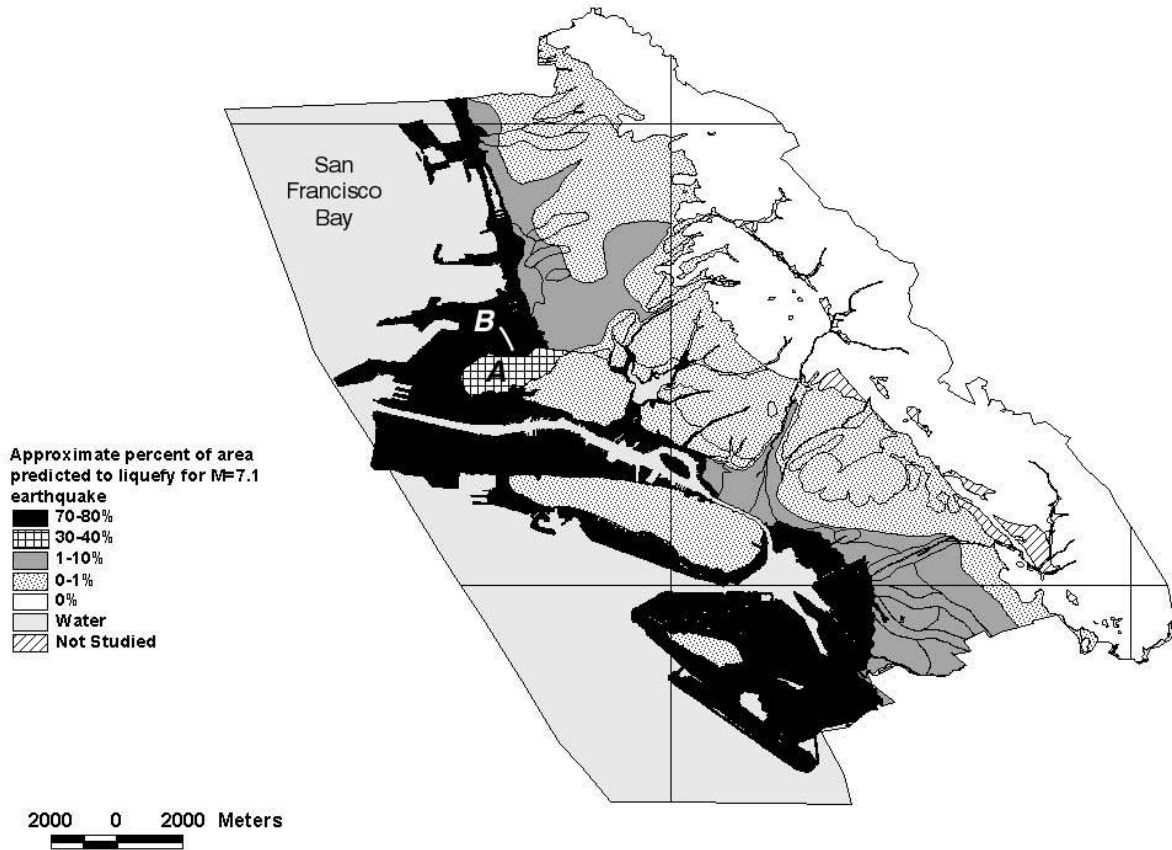 San
Francisco
Bay
B
A
Approximate percent of area
predicted to liquefy for M=7.1
earthquake
70-80%
30-40%
1-10%
0-1%
0%
Water
Not Studied
2000 0 2000 Meters